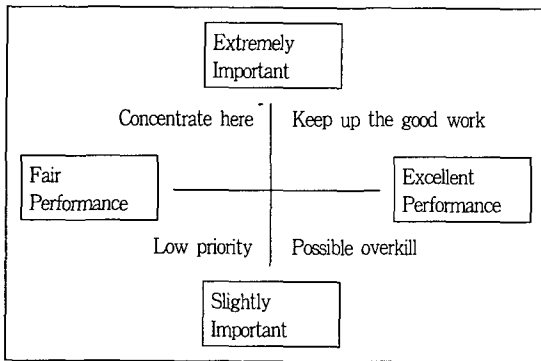 Extremely
Important
Concentrate here
Keep up the good work
Fair
Performance
Excellent
Performance
Low priority
Possible overkill
Slightly
Important